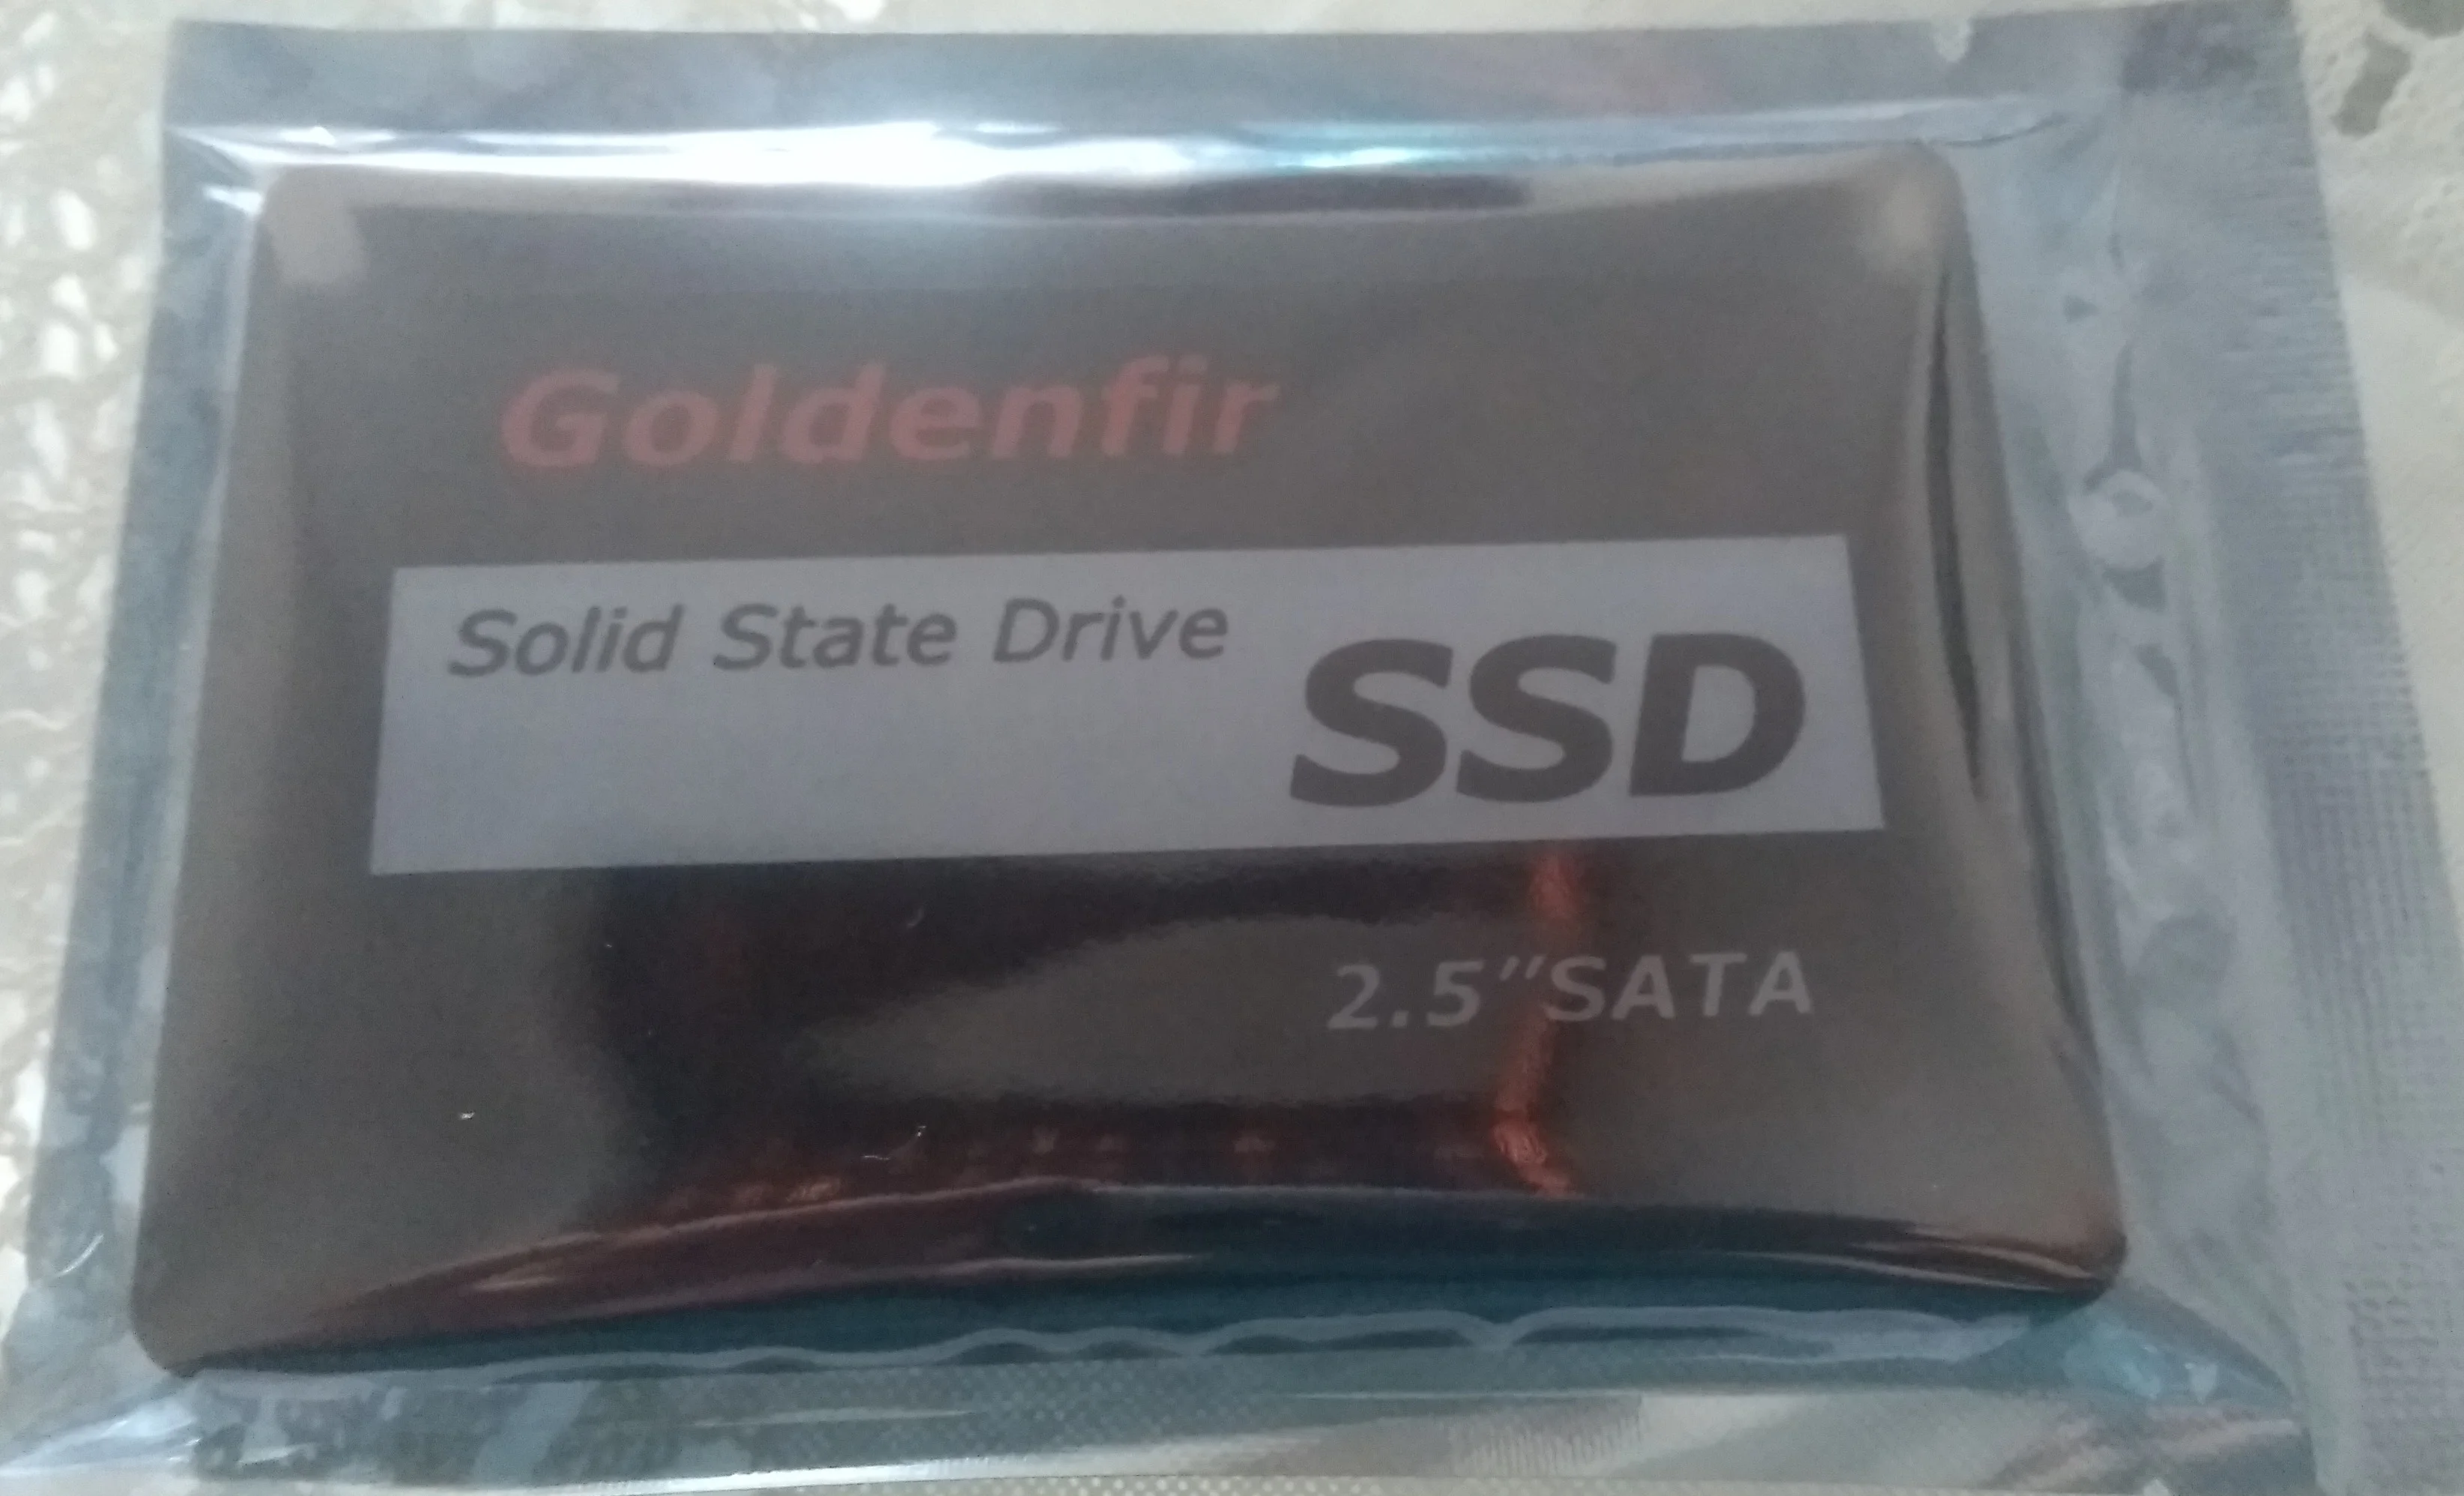 Goldenfir
Solid State Drive
SSD
2.5"SATA